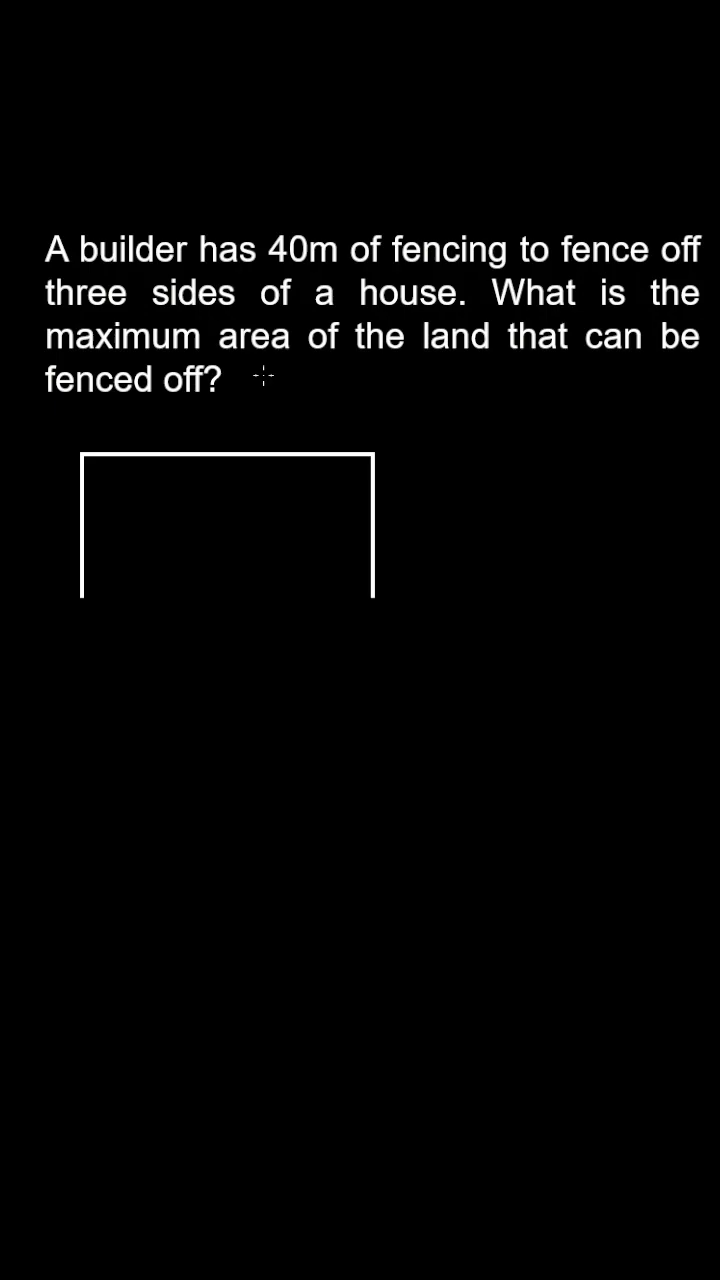 A builder has 40m of fencing to fence off
three sides of a house. What is the
maximum area of the land that can be
fenced off?